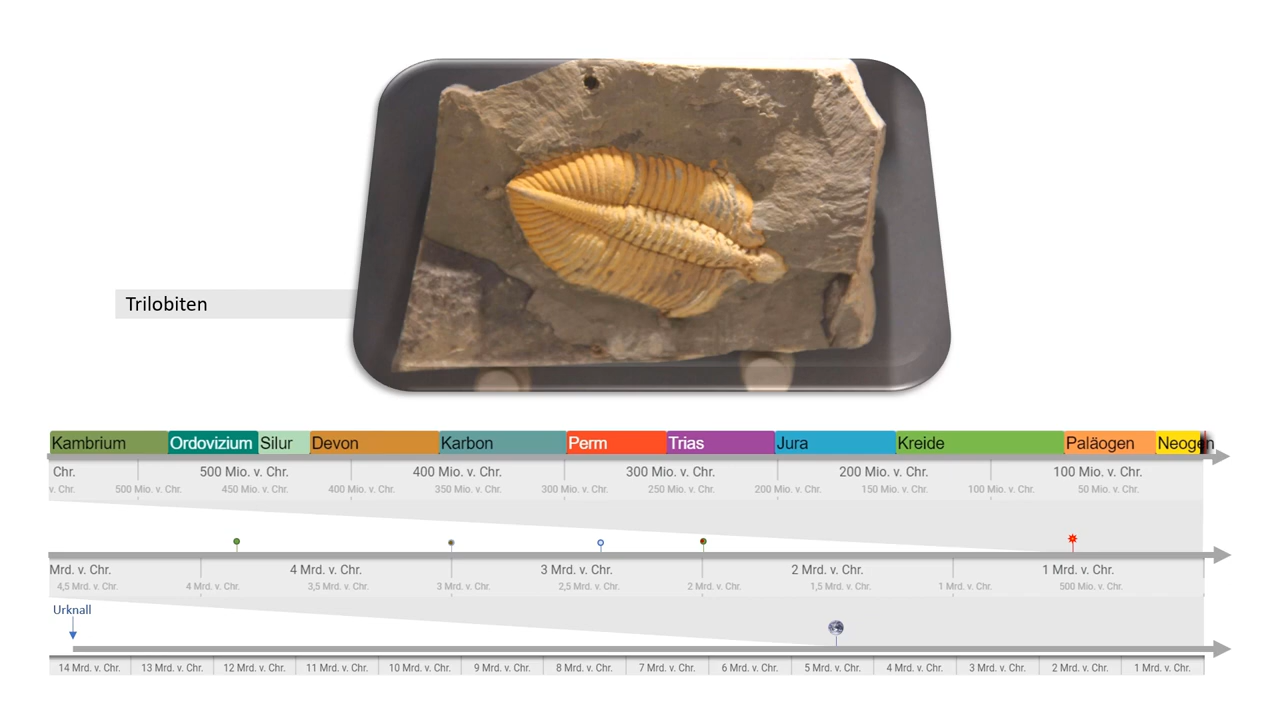 Trilobiten
Kambrium Ordovizium Silur Devon Karbon Perm Trias Jura Kreide Paläogen Neogen
Chr. 500 Mio. v. Chr. 400 Mio. v. Chr. 300 Mio. v. Chr. 200 Mio. v. Chr. 100 Mio. v. Chr.
v. Chr. 500 Mio. v. Chr. 450 Mio. v. Chr. 400 Mio. v. Chr. 350 Mio. v. Chr. 300 Mio. v. Chr. 250 Mio. v. Chr. 200 Mio. v. Chr. 150 Mio. v. Chr. 100 Mio. v. Chr. 50 Mio. v. Chr.
Mrd. v. Chr. 4 Mrd. v. Chr. 3 Mrd. v. Chr. 2 Mrd. v. Chr. 1 Mrd. v. Chr.
4,5 Mrd. v. Chr. 4 Mrd. v. Chr. 3,5 Mrd. v. Chr. 3 Mrd. v. Chr. 2,5 Mrd. v. Chr. 2 Mrd. v. Chr. 1,5 Mrd. v. Chr. 1 Mrd. v. Chr. 500 Mio. v. Chr.
Urknall
14 Mrd. v. Chr. 13 Mrd. v. Chr. 12 Mrd. v. Chr. 11 Mrd. v. Chr. 10 Mrd. v. Chr. 9 Mrd. v. Chr. 8 Mrd. v. Chr. 7 Mrd. v. Chr. 6 Mrd. v. Chr. 5 Mrd. v. Chr. 4 Mrd. v. Chr. 3 Mrd. v. Chr. 2 Mrd. v. Chr. 1 Mrd. v. Chr.